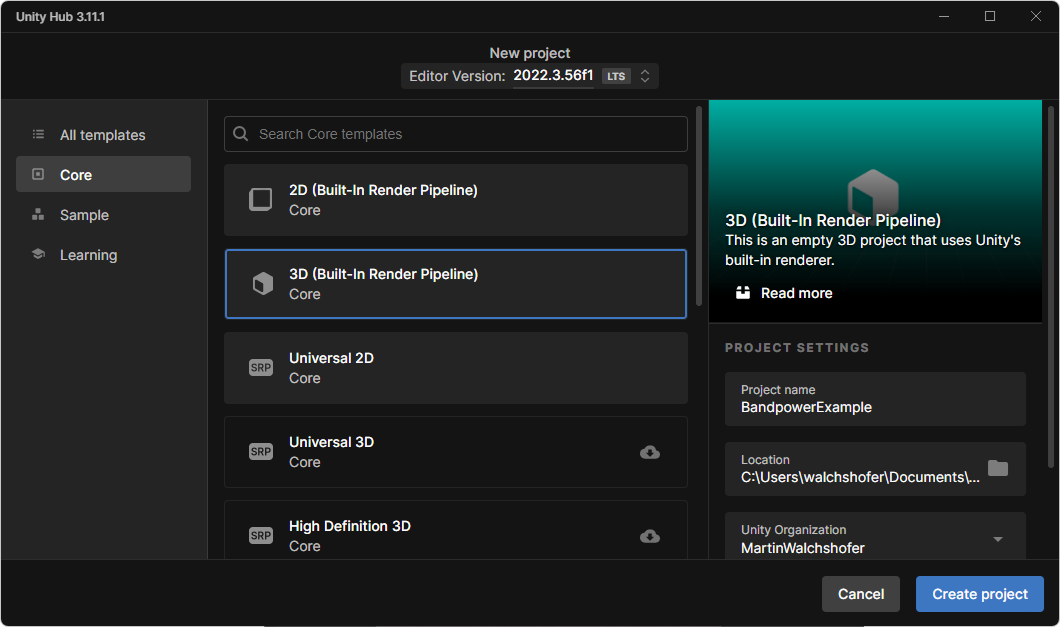 Unity Hub 3.11.1
New project
Editor Version: 2022.3.56f1 LTS
All templates
Core
Sample
Learning
Search Core templates
2D (Built-In Render Pipeline)
Core
3D (Built-In Render Pipeline)
Core
SRP
Universal 2D
Core
SRP
Universal 3D
Core
SRP
High Definition 3D
Core
3D (Built-In Render Pipeline)
This is an empty 3D project that uses Unity's
built-in renderer.
Read more
PROJECT SETTINGS
Project name
BandpowerExample
Location
C:\Users\walchshofer\Documents\...
Unity Organization
MartinWalchshofer
Cancel
Create project